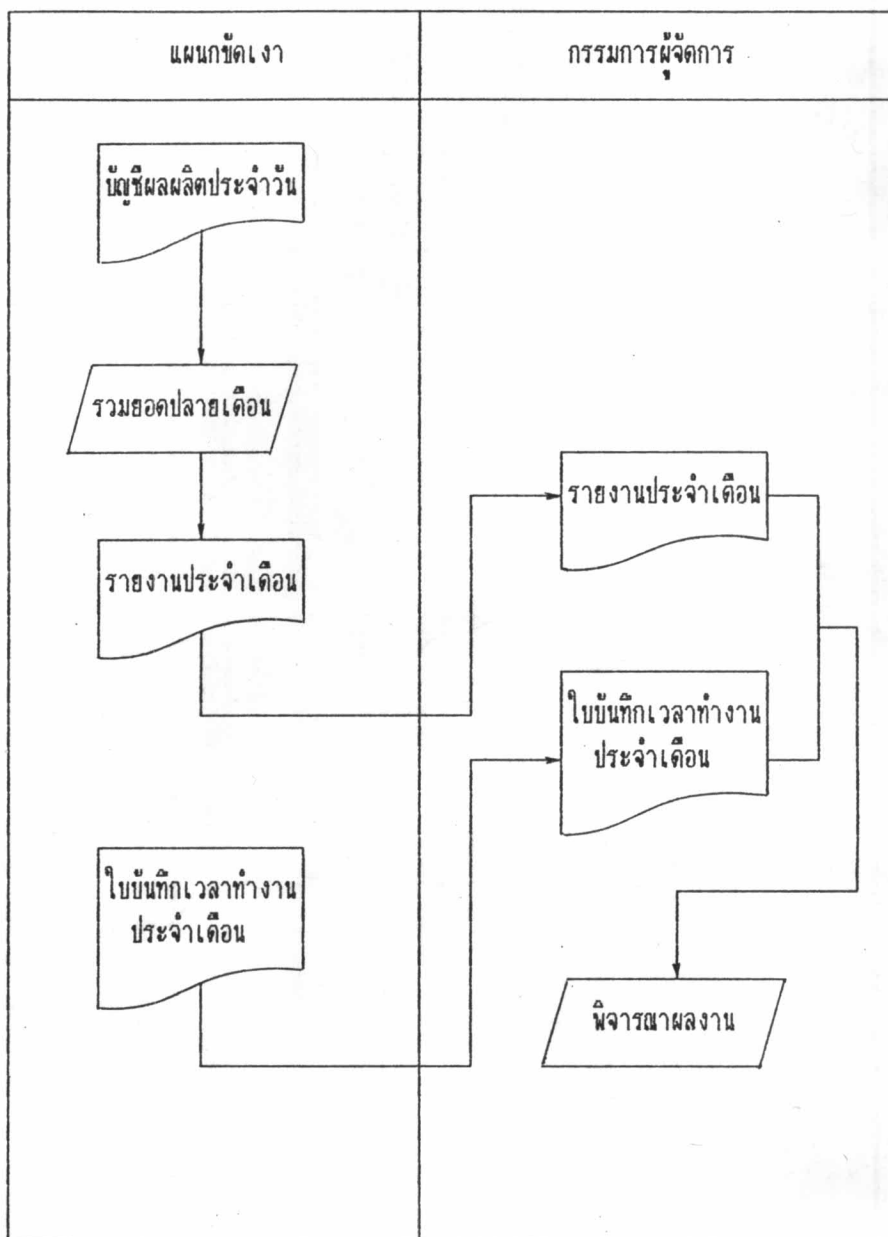 แผนกขัดเงา
กรรมการผู้จัดการ
บัญชีผลผลิตประจำวัน
รวมยอดปลายเดือน
รายงานประจำเดือน
ใบบันทึกเวลาทำงาน
ประจำเดือน
รายงานประจำเดือน
ใบบันทึกเวลาทำงาน
ประจำเดือน
พิจารณาผลงาน